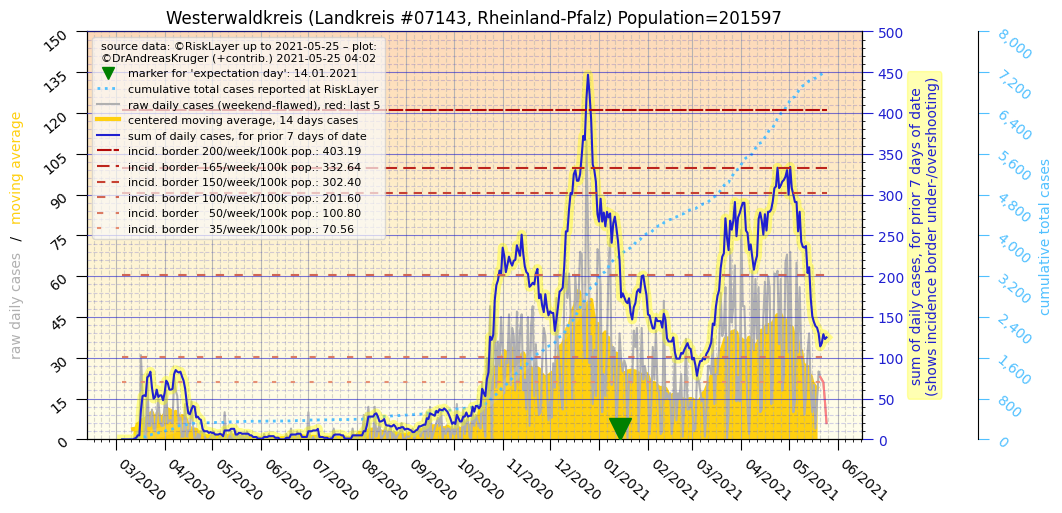 Westerwaldkreis (Landkreis #07143, Rheinland-Pfalz) Population=201597
source data: ©RiskLayer up to 2021-05-25 – plot:
©DrAndreasKruger (+contrib.) 2021-05-25 04:02
marker for 'expectation day': 14.01.2021
cumulative total cases reported at RiskLayer
raw daily cases (weekend-flawed), red: last 5
centered moving average, 14 days cases
sum of daily cases, for prior 7 days of date
incid. border 200/week/100k pop.: 403.19
incid. border 165/week/100k pop.: 332.64
incid. border 150/week/100k pop.: 302.40
incid. border 100/week/100k pop.: 201.60
incid. border   50/week/100k pop.: 100.80
incid. border   35/week/100k pop.: 70.56
raw daily cases / moving average
150
135
120
105
90
75
60
45
30
15
0
03/2020
04/2020
05/2020
06/2020
07/2020
08/2020
09/2020
10/2020
11/2020
12/2020
01/2021
02/2021
03/2021
04/2021
05/2021
06/2021
500
450
400
350
300
250
200
150
100
50
0
sum of daily cases, for prior 7 days of date
(shows incidence border under-/overshooting)
8,000
7,200
6,400
5,600
4,800
4,000
3,200
2,400
1,600
800
0
cumulative total cases